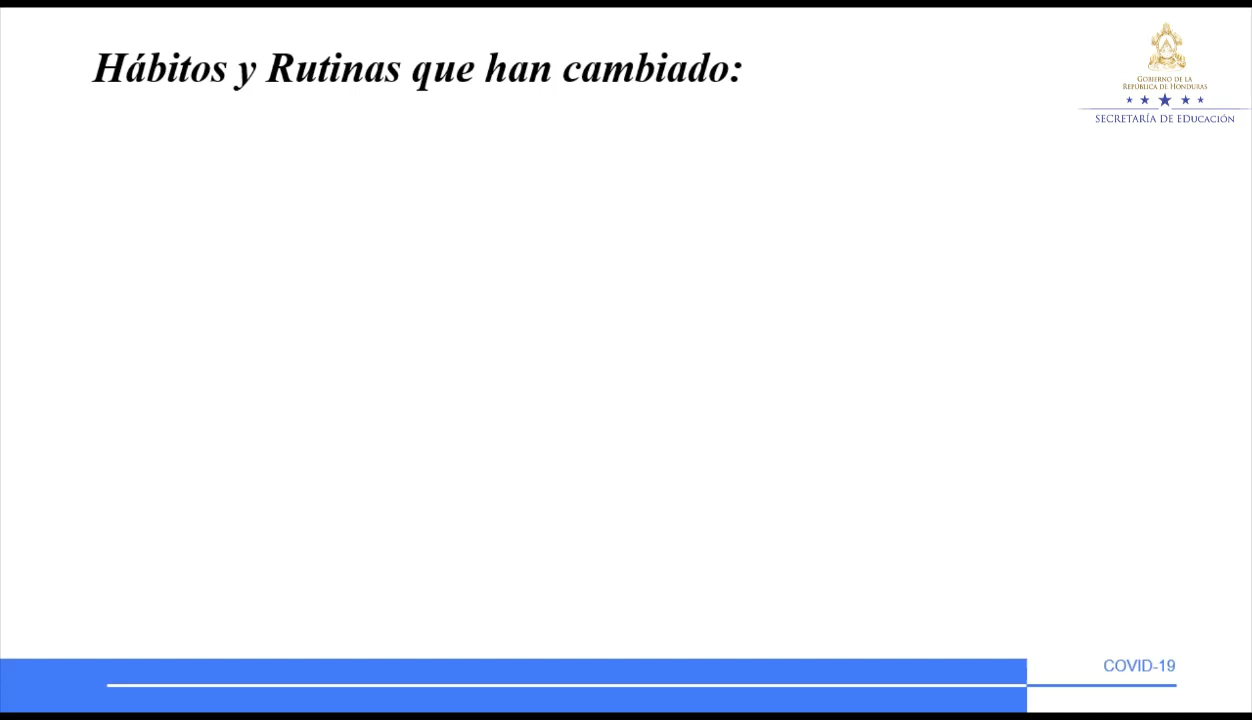 Hábitos y Rutinas que han cambiado:
GOBIERNO DE LA
REPÚBLICA DE HONDURAS
SECRETARÍA DE EDUCACIÓN
COVID-19